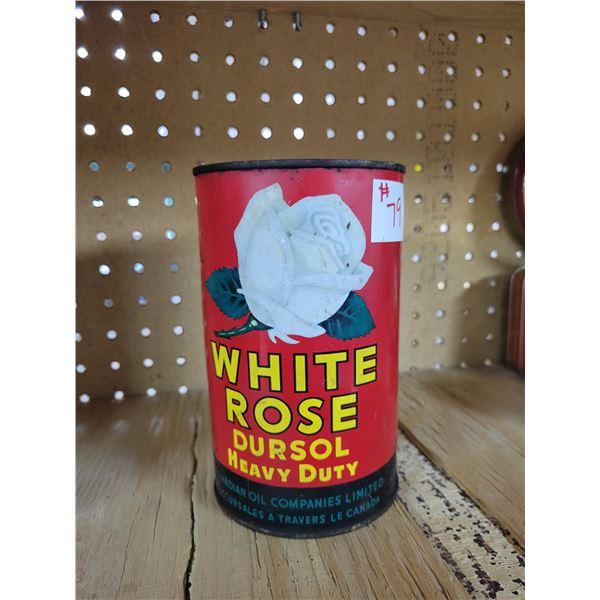 # 79
WHITE
ROSE
DURSOL
HEAVY DUTY
ADIAN OIL COMPANIES LIMITED
CCURSALES A TRAVERS LE CANADA